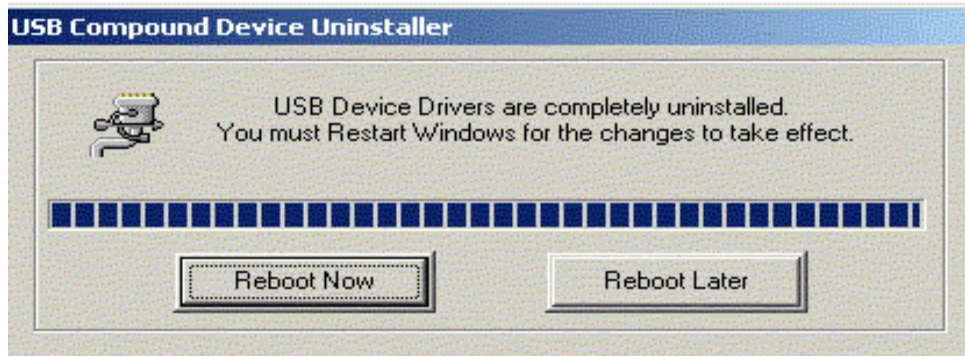 USB Compound Device Uninstaller
USB Device Drivers are completely uninstalled.
You must Restart Windows for the changes to take effect.
Reboot Now
Reboot Later